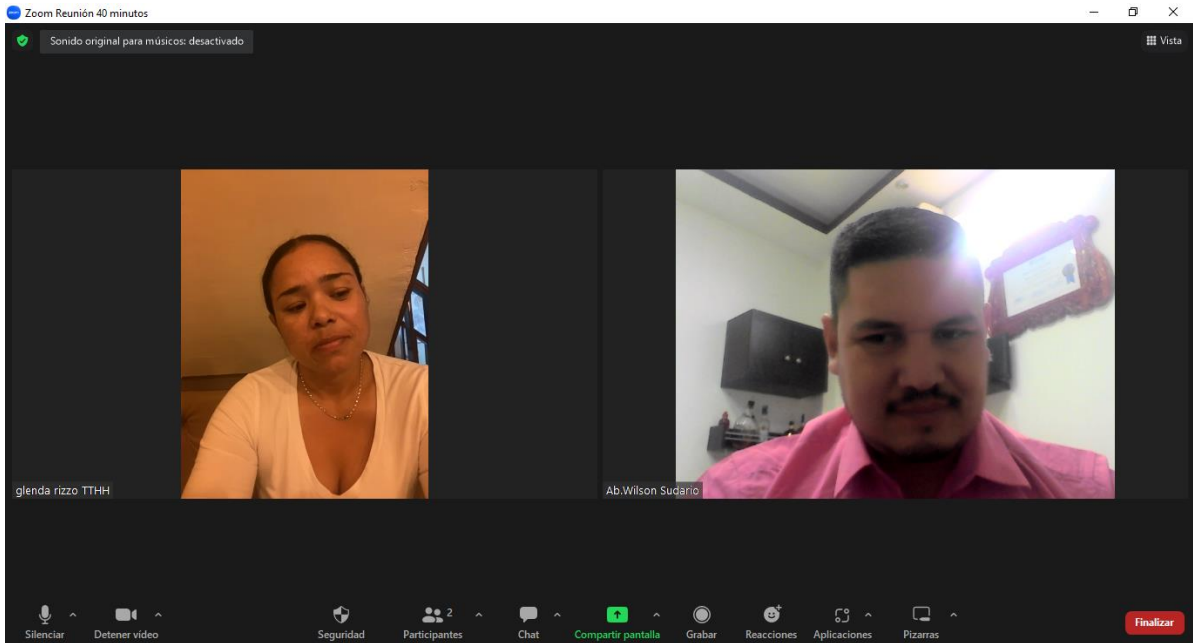 Zoom Reunión 40 minutos
Sonido original para músicos: desactivado
Vista
glenda rizzo TTHH
Ab.Wilson Sudario
Silenciar
Detener vídeo
Seguridad
2
Participantes
Chat
Compartir pantalla
Grabar
Reacciones
Aplicaciones
Pizarras
Finalizar